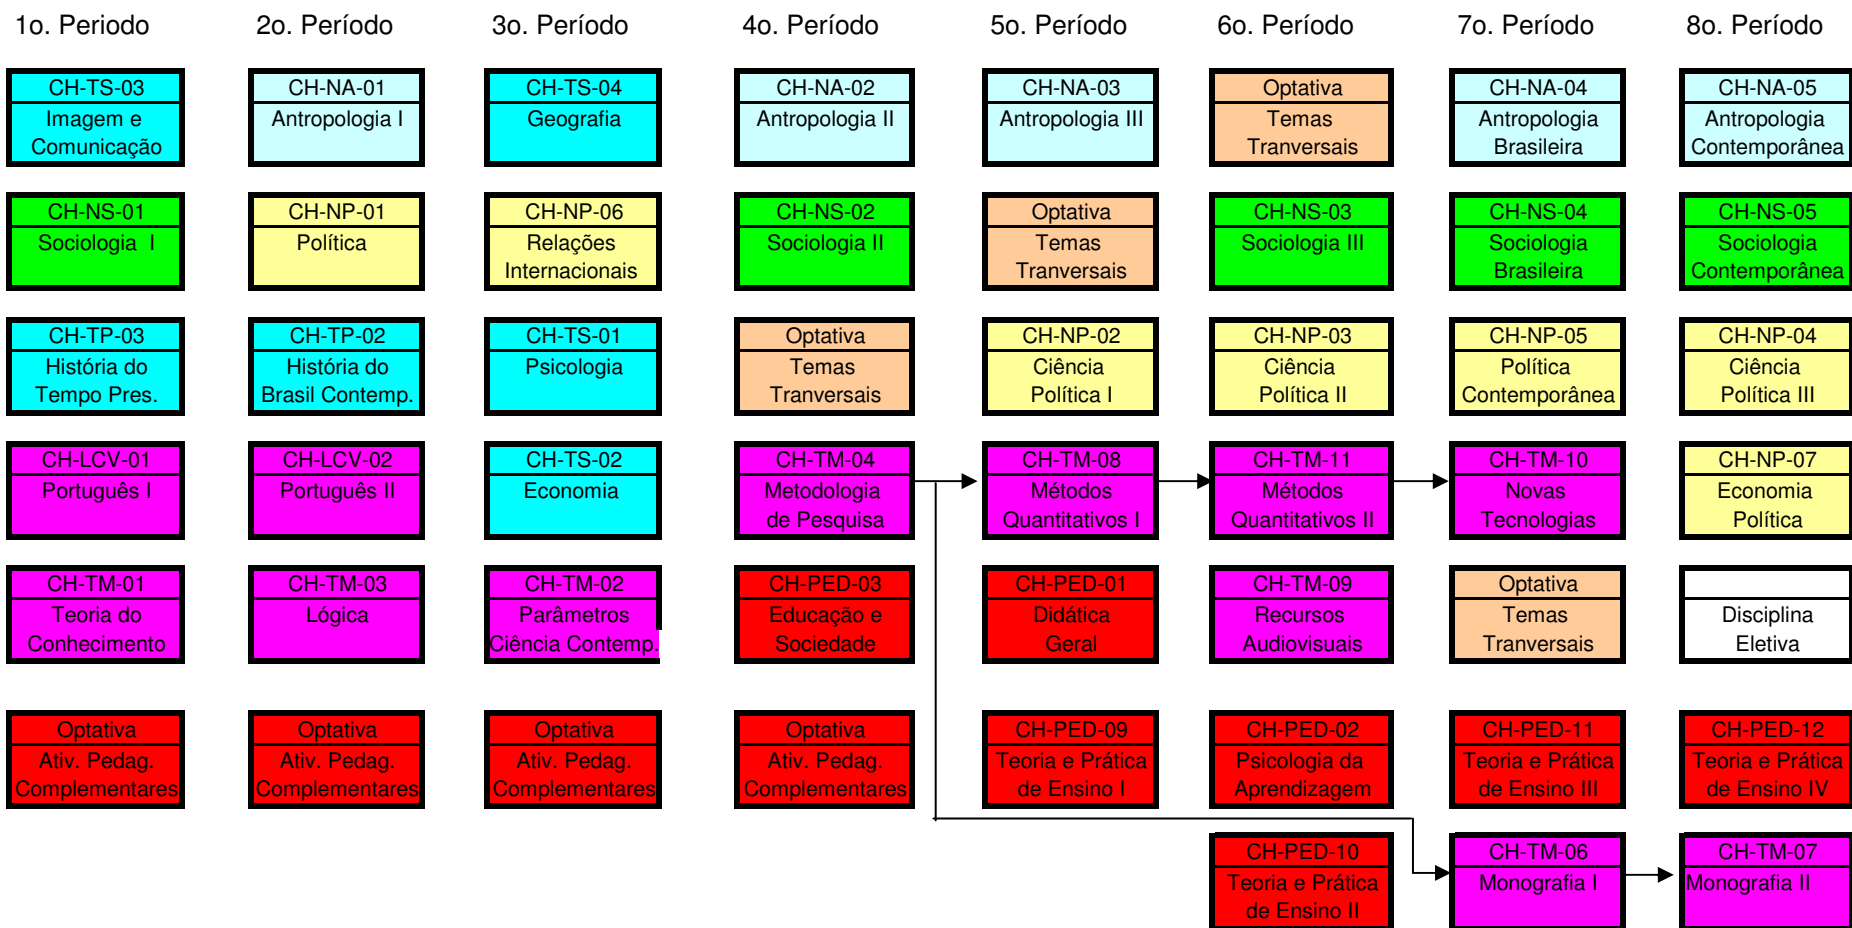 1o. Periodo 2o. Período 3o. Período 4o. Período 5o. Período 6o. Período 7o. Período 8o. Período
CH-TS-03 CH-NA-01 CH-TS-04 CH-NA-02 CH-NA-03 Optativa CH-NA-04 CH-NA-05
Imagem e Antropologia I Geografia Antropologia II Antropologia III Temas Antropologia Antropologia
Comunicação Tranversais Brasileira Contemporânea
CH-NS-01 CH-NP-01 CH-NP-06 CH-NS-02 Optativa CH-NS-03 CH-NS-04 CH-NS-05
Sociologia I Política Relações Sociologia II Temas Sociologia III Sociologia Sociologia
Internacionais Tranversais Brasileira Contemporânea
CH-TP-03 CH-TP-02 CH-TS-01 Optativa CH-NP-02 CH-NP-03 CH-NP-05 CH-NP-04
História do História do Psicologia Temas Ciência Ciência Política Ciência
Tempo Pres. Brasil Contemp. Tranversais Política I Política II Contemporânea Política III
CH-LCV-01 CH-LCV-02 CH-TS-02 CH-TM-04 CH-TM-08 CH-TM-11 CH-TM-10 CH-NP-07
Português I Português II Economia Metodologia Métodos Métodos Novas Economia
de Pesquisa Quantitativos I Quantitativos II Tecnologias Política
CH-TM-01 CH-TM-03 CH-TM-02 CH-PED-03 CH-PED-01 CH-TM-09 Optativa
Teoria do Lógica Parâmetros Educação e Didática Recursos Temas Disciplina
Conhecimento Ciência Contemp. Sociedade Geral Audiovisuais Tranversais Eletiva
Optativa Optativa Optativa Optativa CH-PED-09 CH-PED-02 CH-PED-11 CH-PED-12
Ativ. Pedag. Ativ. Pedag. Ativ. Pedag. Ativ. Pedag. Teoria e Prática Psicologia da Teoria e Prática Teoria e Prática
Complementares Complementares Complementares Complementares de Ensino I Aprendizagem de Ensino III de Ensino IV
CH-PED-10 CH-TM-06 CH-TM-07
Teoria e Prática Monografia I Monografia II
de Ensino II